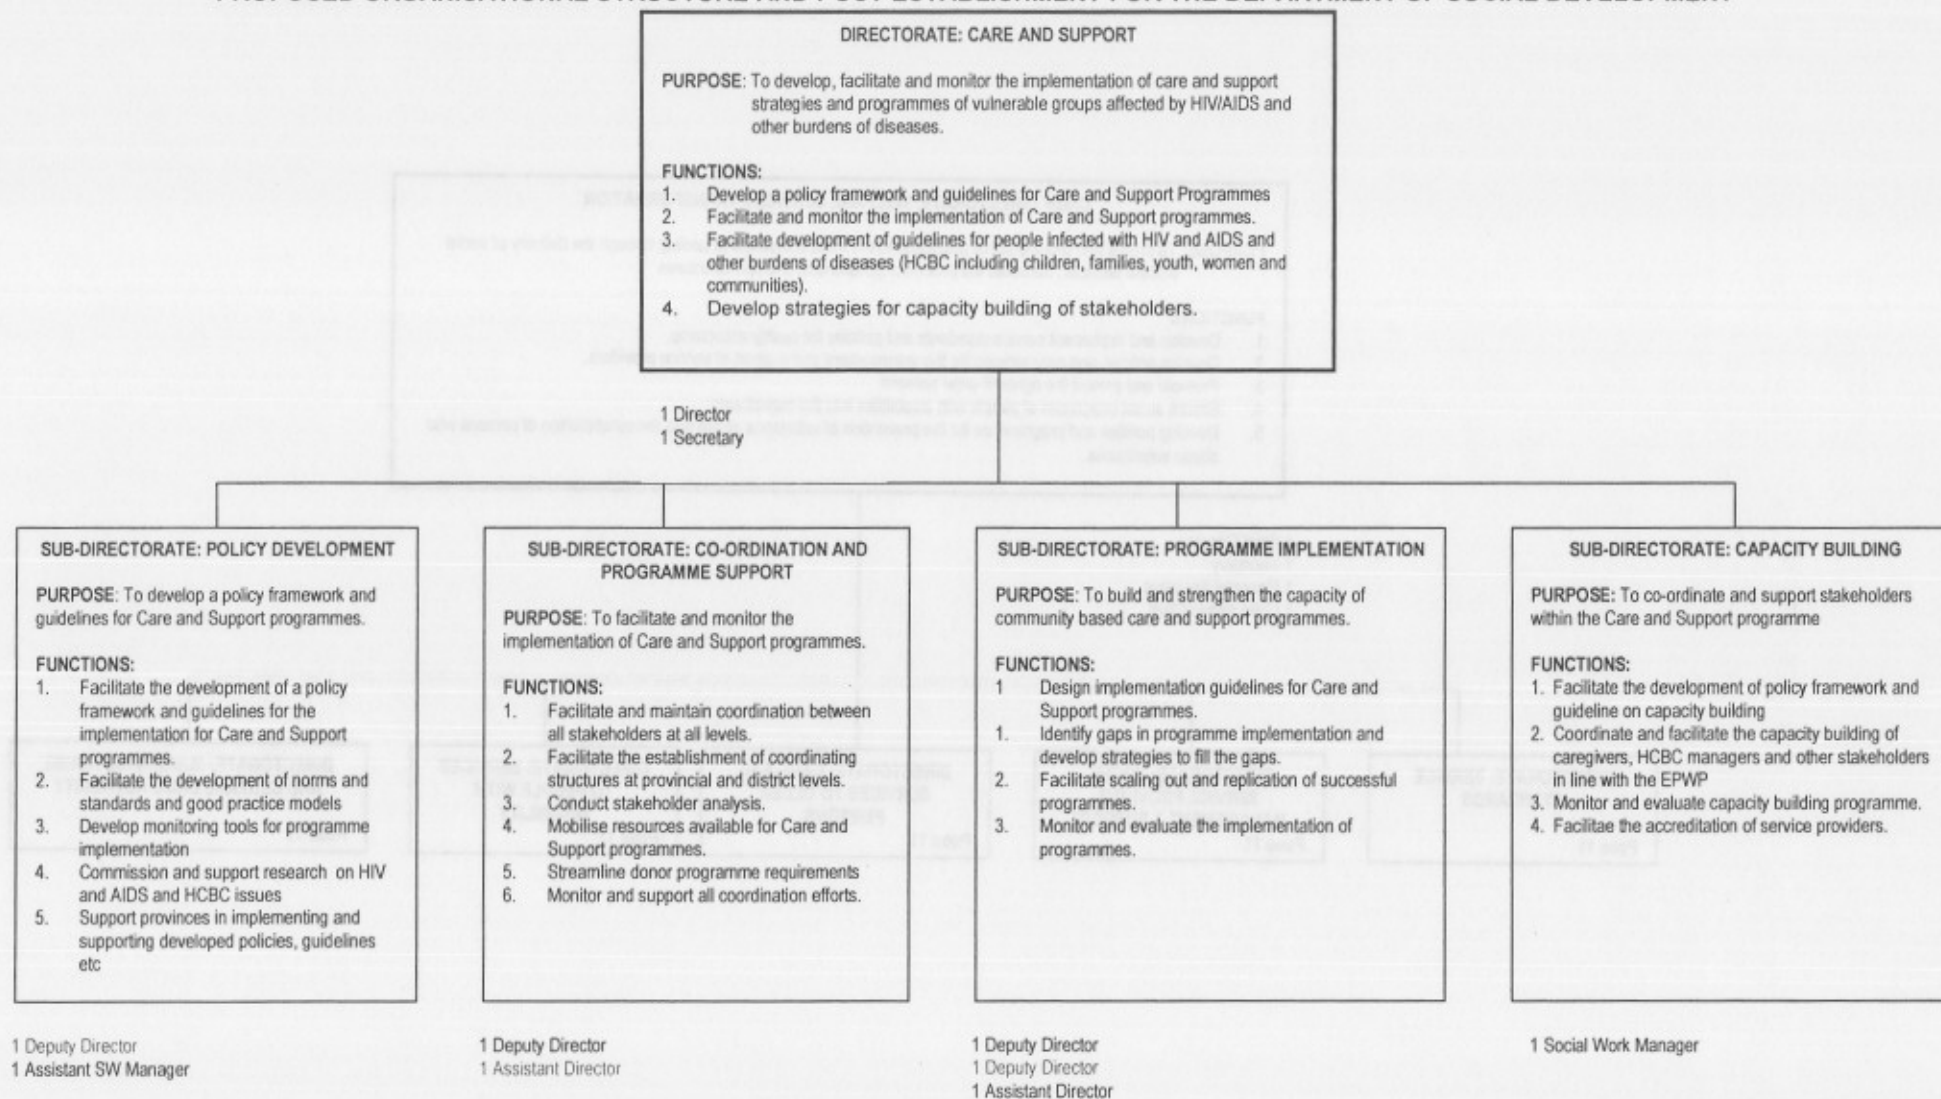 DIRECTORATE: CARE AND SUPPORT
PURPOSE: To develop, facilitate and monitor the implementation of care and support
strategies and programmes of vulnerable groups affected by HIV/AIDS and
other burdens of diseases.
FUNCTIONS:
1. Develop a policy framework and guidelines for Care and Support Programmes
2. Facilitate and monitor the implementation of Care and Support programmes.
3. Facilitate development of guidelines for people infected with HIV and AIDS and
other burdens of diseases (HCBC including children, families, youth, women and
communities).
4. Develop strategies for capacity building of stakeholders.
1 Director
1 Secretary
SUB-DIRECTORATE: POLICY DEVELOPMENT
PURPOSE: To develop a policy framework and
guidelines for Care and Support programmes.
FUNCTIONS:
1. Facilitate the development of a policy
framework and guidelines for the
implementation for Care and Support
programmes.
2. Facilitate the development of norms and
standards and good practice models
3. Develop monitoring tools for programme
implementation
4. Commission and support research on HIV
and AIDS and HCBC issues
5. Support provinces in implementing and
supporting developed policies, guidelines
etc
1 Deputy Director
1 Assistant SW Manager
SUB-DIRECTORATE: CO-ORDINATION AND
PROGRAMME SUPPORT
PURPOSE: To facilitate and monitor the
implementation of Care and Support programmes.
FUNCTIONS:
1. Facilitate and maintain coordination between
all stakeholders at all levels.
2. Facilitate the establishment of coordinating
structures at provincial and district levels.
3. Conduct stakeholder analysis.
4. Mobilise resources available for Care and
Support programmes.
5. Streamline donor programme requirements
6. Monitor and support all coordination efforts.
1 Deputy Director
1 Assistant Director
SUB-DIRECTORATE: PROGRAMME IMPLEMENTATION
PURPOSE: To build and strengthen the capacity of
community based care and support programmes.
FUNCTIONS:
1 Design implementation guidelines for Care and
Support programmes.
1. Identify gaps in programme implementation and
develop strategies to fill the gaps.
2. Facilitate scaling out and replication of successful
programmes.
3. Monitor and evaluate the implementation of
programmes.
1 Deputy Director
1 Deputy Director
1 Assistant Director
SUB-DIRECTORATE: CAPACITY BUILDING
PURPOSE: To co-ordinate and support stakeholders
within the Care and Support programme
FUNCTIONS:
1. Facilitate the development of policy framework and
guideline on capacity building
2. Coordinate and facilitate the capacity building of
caregivers, HCBC managers and other stakeholders
in line with the EPWP
3. Monitor and evaluate capacity building programme.
4. Facilitae the accreditation of service providers.
1 Social Work Manager